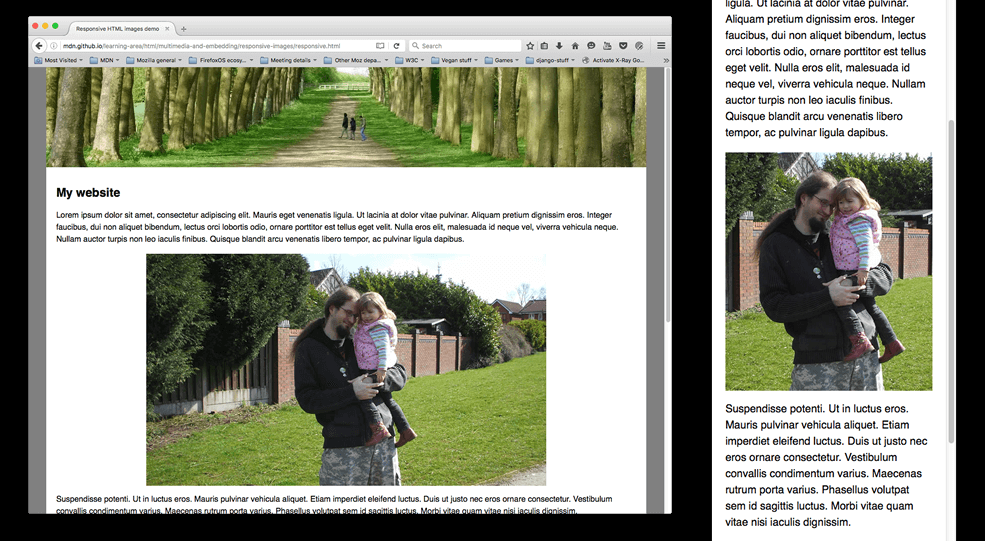 Responsive HTML images demo
mdn.github.io/learning-area/html/multimedia-and-embedding/responsive-images/responsive.html
Search
Most Visited
MDN
Mozilla general
FirefoxOS ecosy...
Meeting details
Other Moz depa...
W3C
Vegan stuff
Games
django-stuff
Activate X-Ray Go...
My website
Lorem ipsum dolor sit amet, consectetur adipiscing elit. Mauris eget venenatis ligula. Ut lacinia at dolor vitae pulvinar. Aliquam pretium dignissim eros. Integer
faucibus, dui non aliquet bibendum, lectus orci lobortis odio, ornare porttitor est tellus eget velit. Nulla eros elit, malesuada id neque vel, viverra vehicula neque.
Nullam auctor turpis non leo iaculis finibus. Quisque blandit arcu venenatis libero tempor, ac pulvinar ligula dapibus.
Suspendisse potenti. Ut in luctus eros. Mauris pulvinar vehicula aliquet. Etiam imperdiet eleifend luctus. Duis ut justo nec eros ornare consectetur. Vestibulum
convallis condimentum varius. Maecenas rutrum porta varius. Phasellus volutpat sem id sagittis luctus. Morbi vitae quam vitae nisi iaculis dignissim.
ligula. Ut lacinia at dolor vitae pulvinar.
Aliquam pretium dignissim eros. Integer
faucibus, dui non aliquet bibendum, lectus
orci lobortis odio, ornare porttitor est tellus
eget velit. Nulla eros elit, malesuada id
neque vel, viverra vehicula neque. Nullam
auctor turpis non leo iaculis finibus.
Quisque blandit arcu venenatis libero
tempor, ac pulvinar ligula dapibus.
Suspendisse potenti. Ut in luctus eros.
Mauris pulvinar vehicula aliquet. Etiam
imperdiet eleifend luctus. Duis ut justo nec
eros ornare consectetur. Vestibulum
convallis condimentum varius. Maecenas
rutrum porta varius. Phasellus volutpat
sem id sagittis luctus. Morbi vitae quam
vitae nisi iaculis dignissim.